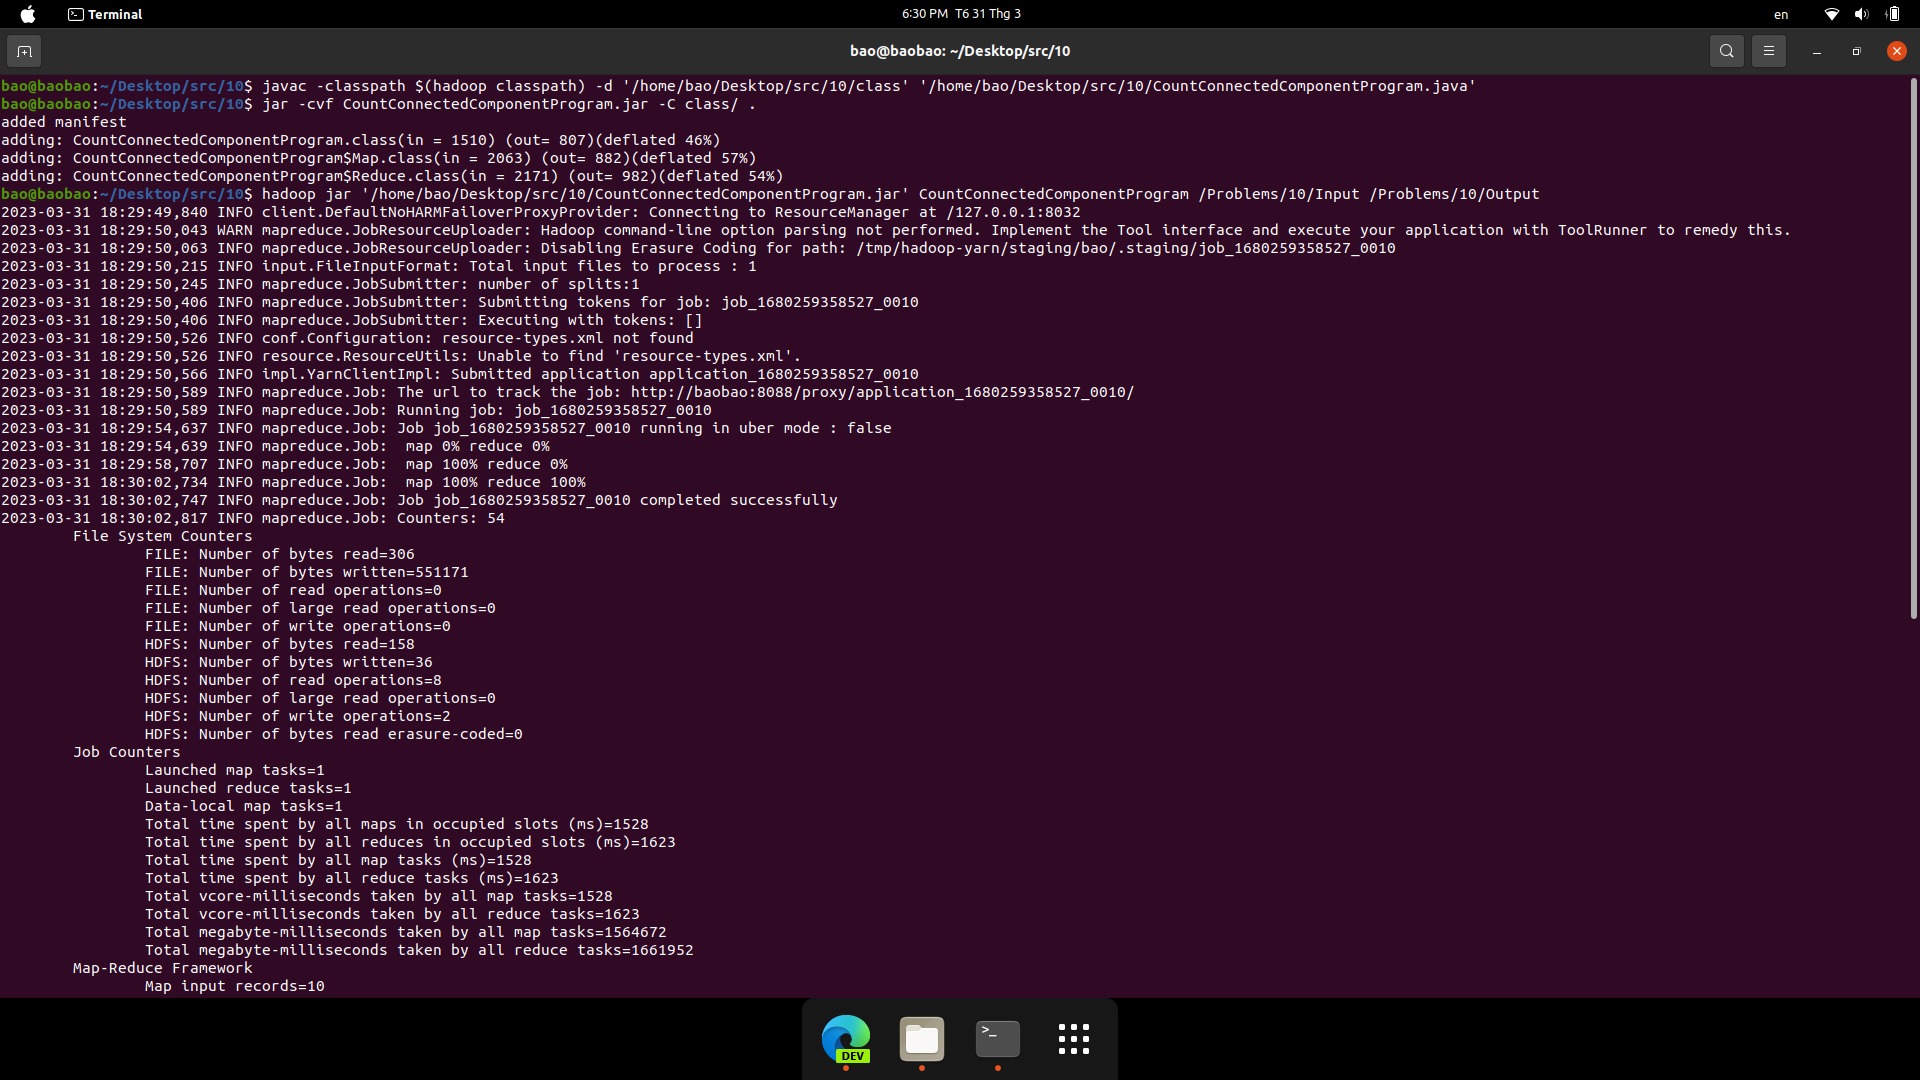 Terminal
6:30 PM T6 31 Thg 3
en
bao@baobao: ~/Desktop/src/10
bao@baobao:~/Desktop/src/10$ javac -classpath $(hadoop classpath) -d '/home/bao/Desktop/src/10/class' '/home/bao/Desktop/src/10/CountConnectedComponentProgram.java'
bao@baobao:~/Desktop/src/10$ jar -cvf CountConnectedComponentProgram.jar -C class/ .
added manifest
adding: CountConnectedComponentProgram.class(in = 1510) (out= 807)(deflated 46%)
adding: CountConnectedComponentProgram$Map.class(in = 2063) (out= 882)(deflated 57%)
adding: CountConnectedComponentProgram$Reduce.class(in = 2171) (out= 982)(deflated 54%)
bao@baobao:~/Desktop/src/10$ hadoop jar '/home/bao/Desktop/src/10/CountConnectedComponentProgram.jar' CountConnectedComponentProgram /Problems/10/Input /Problems/10/Output
2023-03-31 18:29:49,840 INFO client.DefaultNoHARMFailoverProxyProvider: Connecting to ResourceManager at /127.0.0.1:8032
2023-03-31 18:29:50,043 WARN mapreduce.JobResourceUploader: Hadoop command-line option parsing not performed. Implement the Tool interface and execute your application with ToolRunner to remedy this.
2023-03-31 18:29:50,063 INFO mapreduce.JobResourceUploader: Disabling Erasure Coding for path: /tmp/hadoop-yarn/staging/bao/.staging/job_1680259358527_0010
2023-03-31 18:29:50,215 INFO input.FileInputFormat: Total input files to process : 1
2023-03-31 18:29:50,245 INFO mapreduce.JobSubmitter: number of splits:1
2023-03-31 18:29:50,406 INFO mapreduce.JobSubmitter: Submitting tokens for job: job_1680259358527_0010
2023-03-31 18:29:50,406 INFO mapreduce.JobSubmitter: Executing with tokens: []
2023-03-31 18:29:50,526 INFO conf.Configuration: resource-types.xml not found
2023-03-31 18:29:50,526 INFO resource.ResourceUtils: Unable to find 'resource-types.xml'.
2023-03-31 18:29:50,566 INFO impl.YarnClientImpl: Submitted application application_1680259358527_0010
2023-03-31 18:29:50,589 INFO mapreduce.Job: The url to track the job: http://baobao:8088/proxy/application_1680259358527_0010/
2023-03-31 18:29:50,589 INFO mapreduce.Job: Running job: job_1680259358527_0010
2023-03-31 18:29:54,637 INFO mapreduce.Job: Job job_1680259358527_0010 running in uber mode : false
2023-03-31 18:29:54,639 INFO mapreduce.Job:  map 0% reduce 0%
2023-03-31 18:29:58,707 INFO mapreduce.Job:  map 100% reduce 0%
2023-03-31 18:30:02,734 INFO mapreduce.Job:  map 100% reduce 100%
2023-03-31 18:30:02,747 INFO mapreduce.Job: Job job_1680259358527_0010 completed successfully
2023-03-31 18:30:02,817 INFO mapreduce.Job: Counters: 54
File System Counters
FILE: Number of bytes read=306
FILE: Number of bytes written=551171
FILE: Number of read operations=0
FILE: Number of large read operations=0
FILE: Number of write operations=0
HDFS: Number of bytes read=158
HDFS: Number of bytes written=36
HDFS: Number of read operations=8
HDFS: Number of large read operations=0
HDFS: Number of write operations=2
HDFS: Number of bytes read erasure-coded=0
Job Counters
Launched map tasks=1
Launched reduce tasks=1
Data-local map tasks=1
Total time spent by all maps in occupied slots (ms)=1528
Total time spent by all reduces in occupied slots (ms)=1623
Total time spent by all map tasks (ms)=1528
Total time spent by all reduce tasks (ms)=1623
Total vcore-milliseconds taken by all map tasks=1528
Total vcore-milliseconds taken by all reduce tasks=1623
Total megabyte-milliseconds taken by all map tasks=1564672
Total megabyte-milliseconds taken by all reduce tasks=1661952
Map-Reduce Framework
Map input records=10
DEV
>_